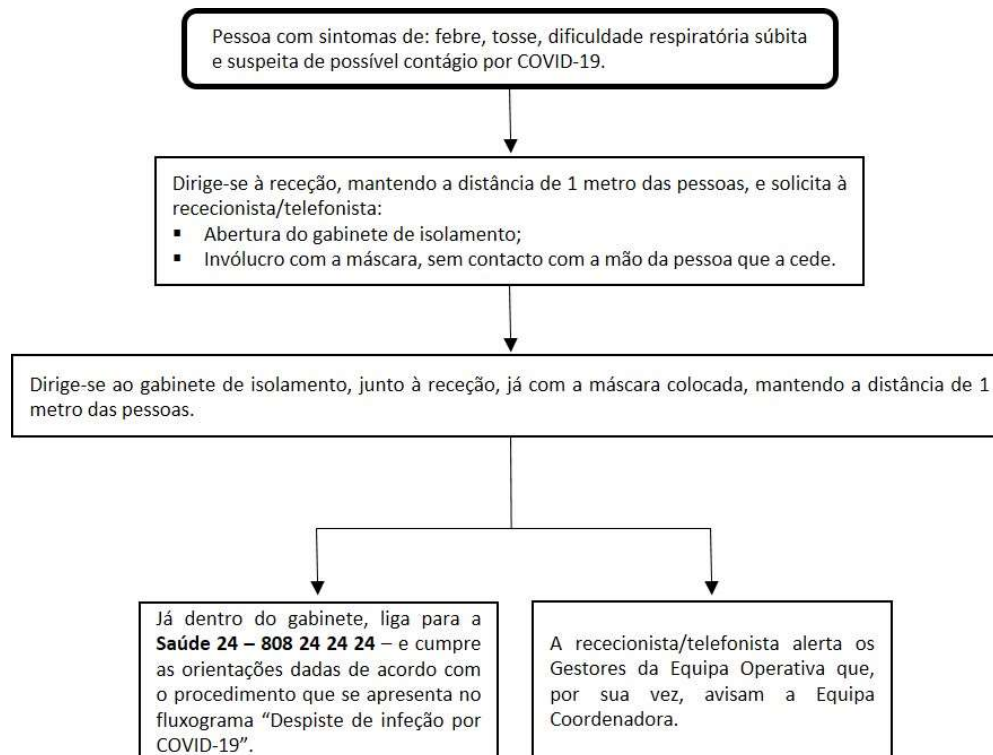 Pessoa com sintomas de: febre, tosse, dificuldade respiratória súbita
e suspeita de possível contágio por COVID-19.
Dirige-se à receção, mantendo a distância de 1 metro das pessoas, e solicita à
rececionista/telefonista:
▪ Abertura do gabinete de isolamento;
▪ Invólucro com a máscara, sem contacto com a mão da pessoa que a cede.
Dirige-se ao gabinete de isolamento, junto à receção, já com a máscara colocada, mantendo a distância de 1
metro das pessoas.
Já dentro do gabinete, liga para a
Saúde 24 – 808 24 24 24 – e cumpre
as orientações dadas de acordo com
o procedimento que se apresenta no
fluxograma “Despiste de infeção por
COVID-19”.
A rececionista/telefonista alerta os
Gestores da Equipa Operativa que,
por sua vez, avisam a Equipa
Coordenadora.